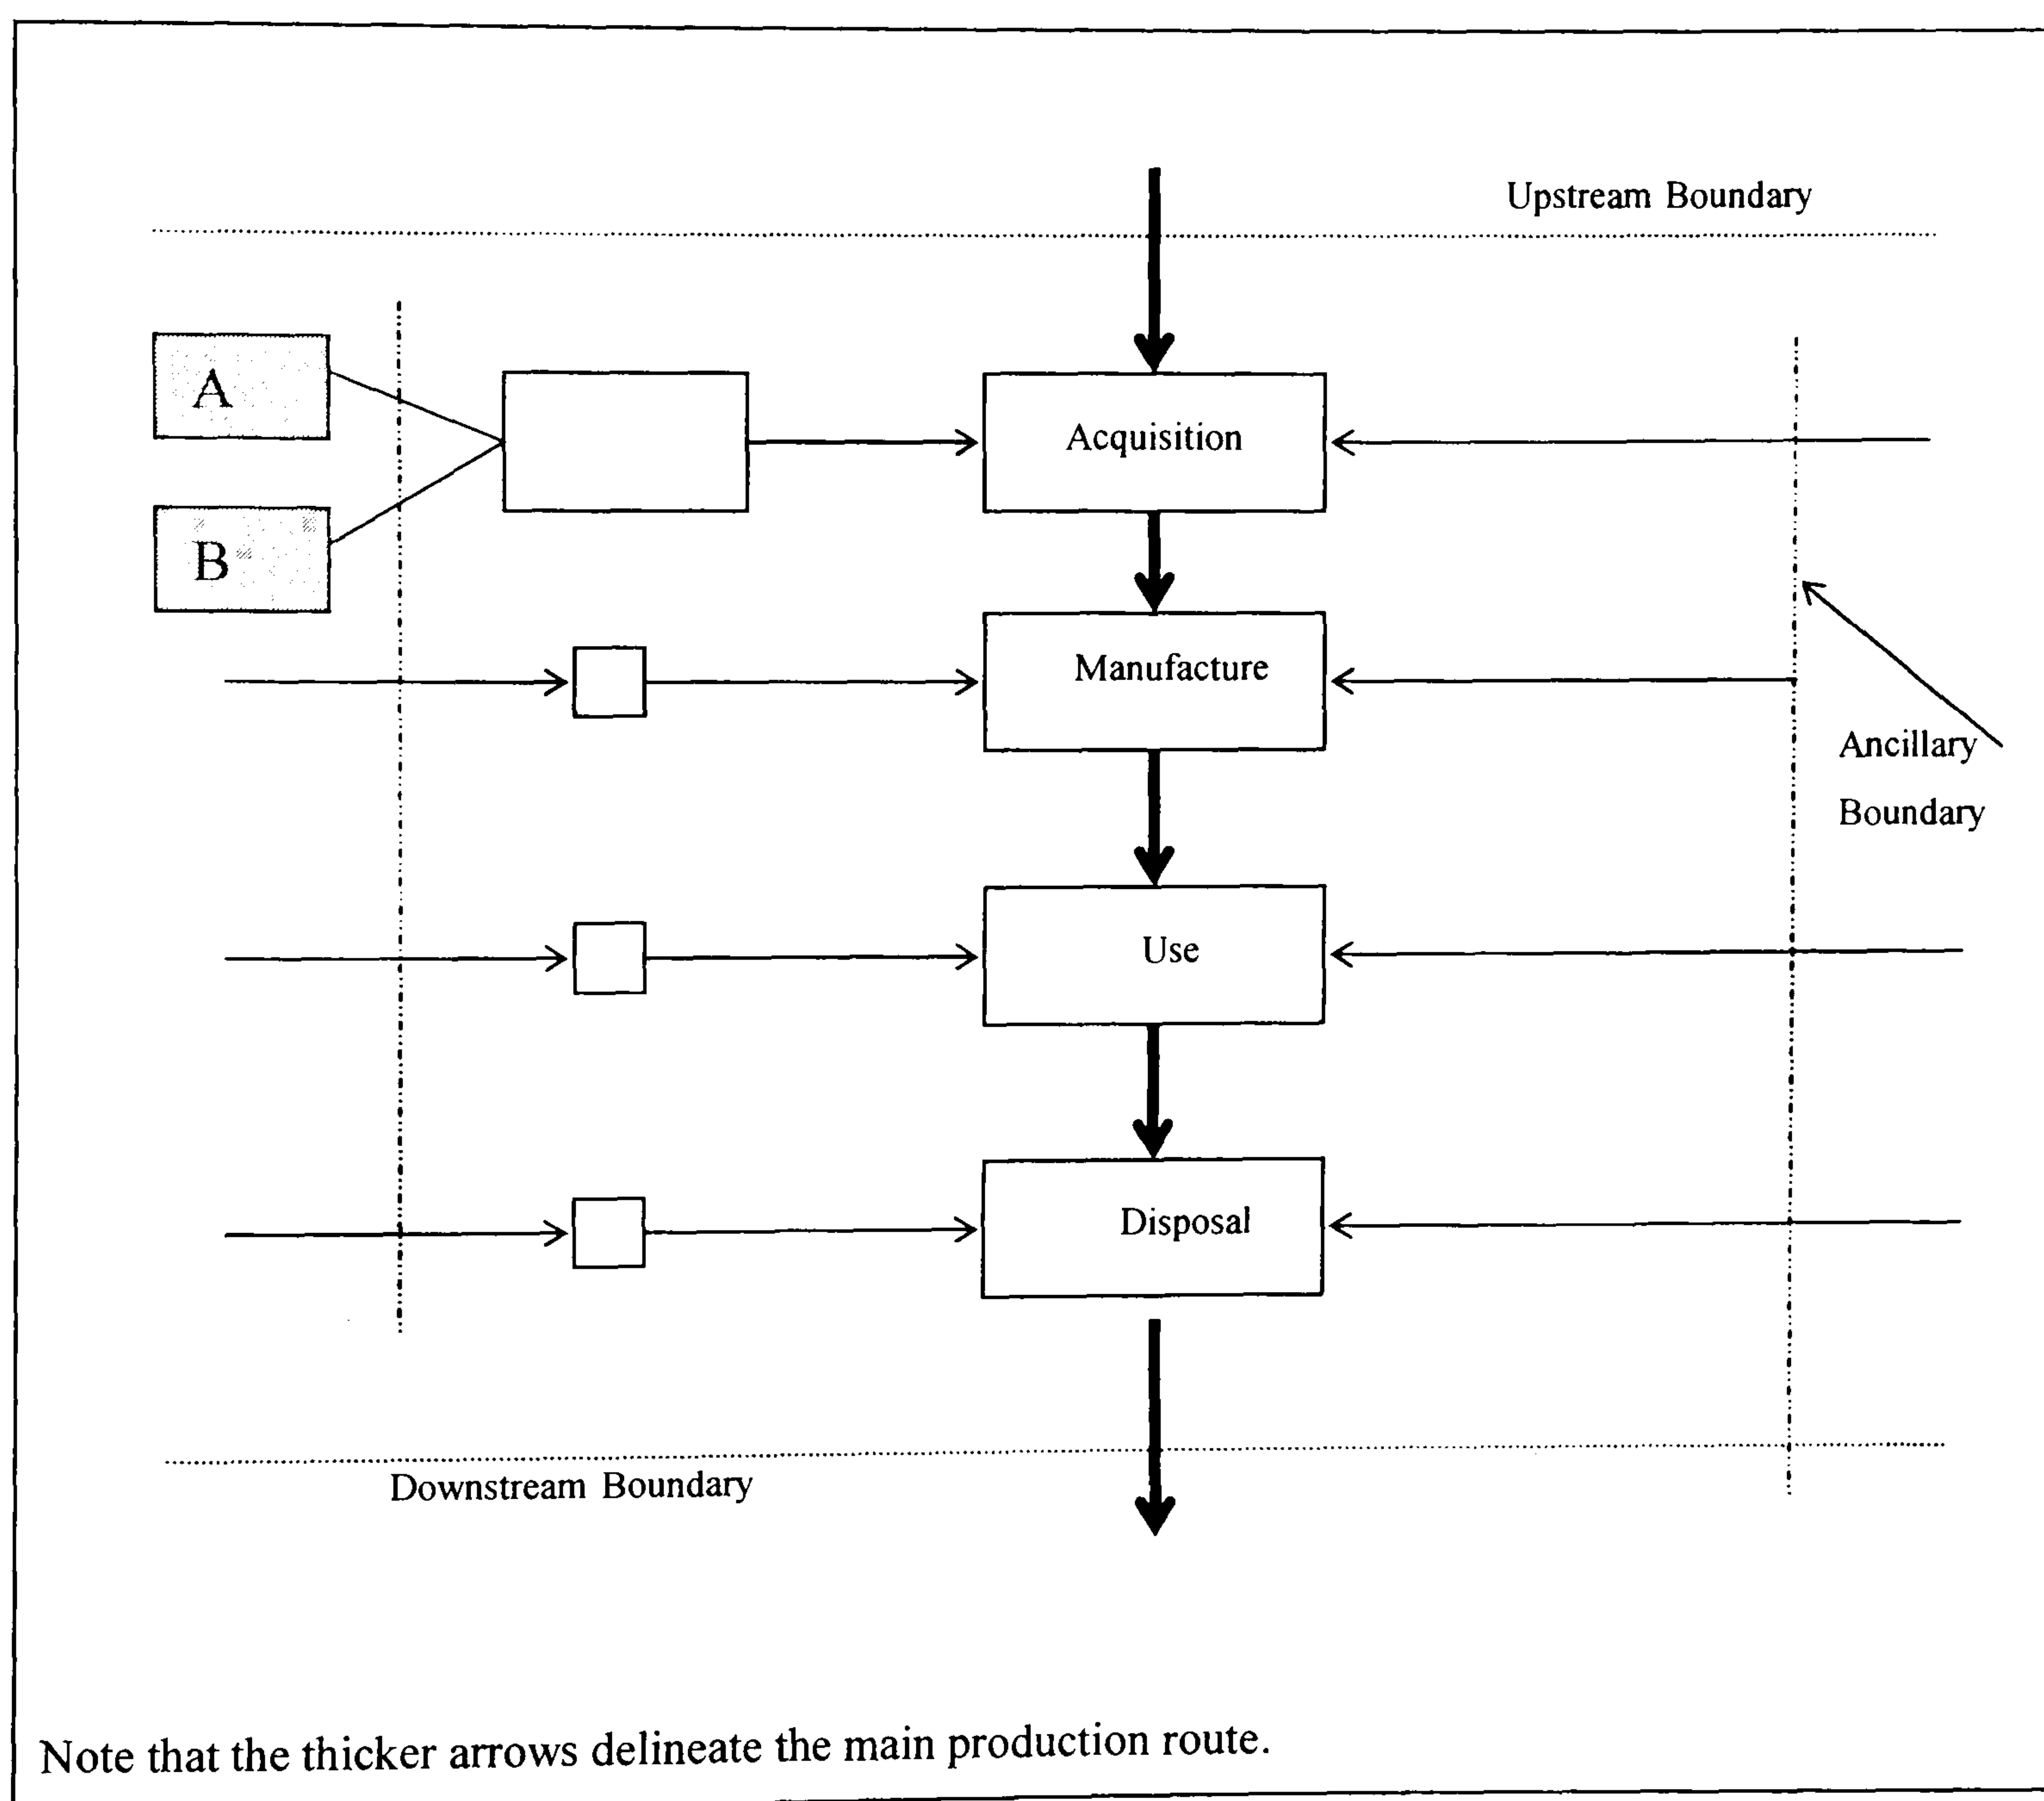 Upstream Boundary
A
Acquisition
B
Manufacture
Ancillary
Boundary
Use
Disposal
Downstream Boundary
Note that the thicker arrows delineate the main production route.